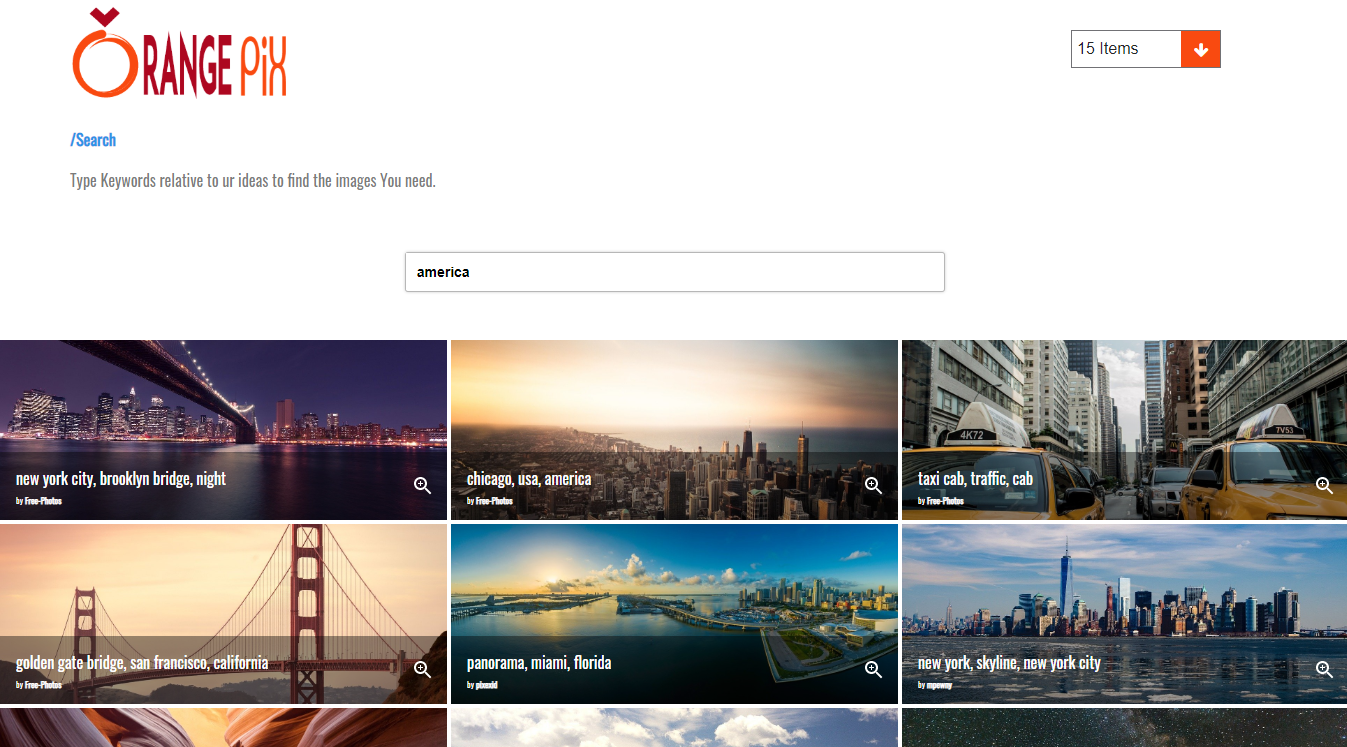 ORANGE PiX
15 Items
/Search
Type Keywords relative to ur ideas to find the images You need.
america
new york city, brooklyn bridge, night
by Free-Photos
chicago, usa, america
by Free-Photos
4K72
7V53
taxi cab, traffic, cab
by Free-Photos
golden gate bridge, san francisco, california
by Free-Photos
panorama, miami, florida
by pixexid
new york, skyline, new york city
by mpewny